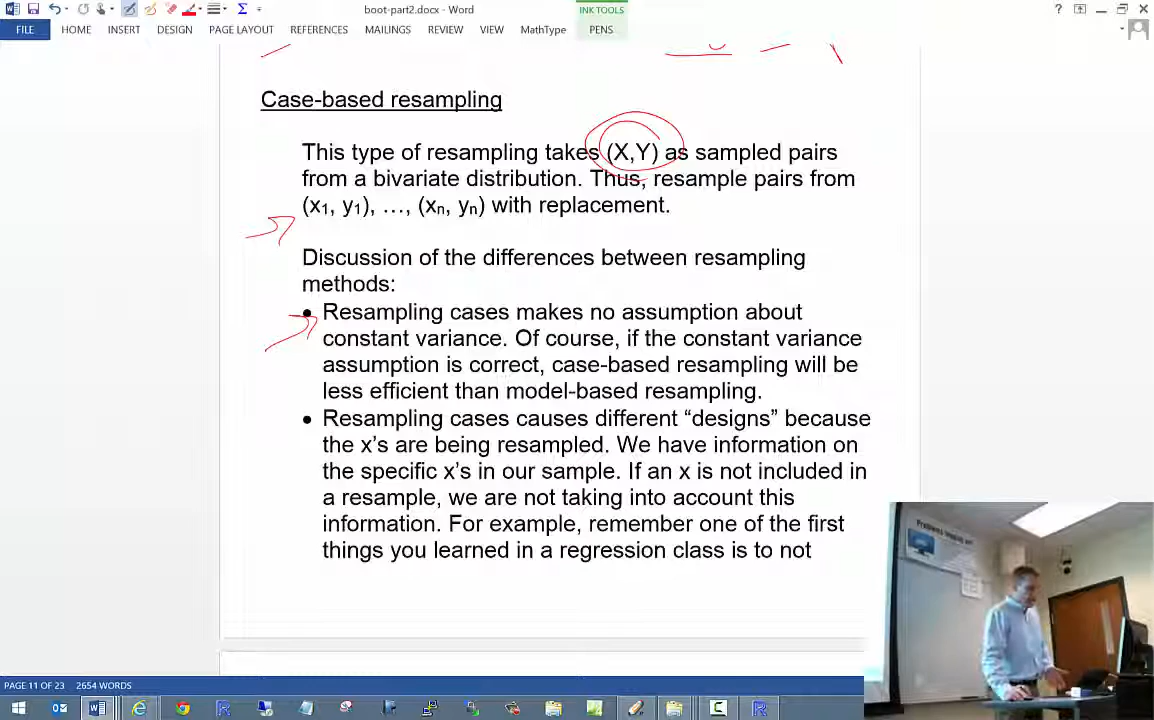 boot-part2.docx - Word
INK TOOLS
FILE
HOME
INSERT
DESIGN
PAGE LAYOUT
REFERENCES
MAILINGS
REVIEW
VIEW
MathType
PENS
Case-based resampling
This type of resampling takes (X,Y) as sampled pairs
from a bivariate distribution. Thus, resample pairs from
(x₁, y₁), …, (xₙ, yₙ) with replacement.
Discussion of the differences between resampling
methods:
• Resampling cases makes no assumption about
constant variance. Of course, if the constant variance
assumption is correct, case-based resampling will be
less efficient than model-based resampling.
• Resampling cases causes different “designs” because
the x’s are being resampled. We have information on
the specific x’s in our sample. If an x is not included in
a resample, we are not taking into account this
information. For example, remember one of the first
things you learned in a regression class is to not
PAGE 11 OF 23 2654 WORDS